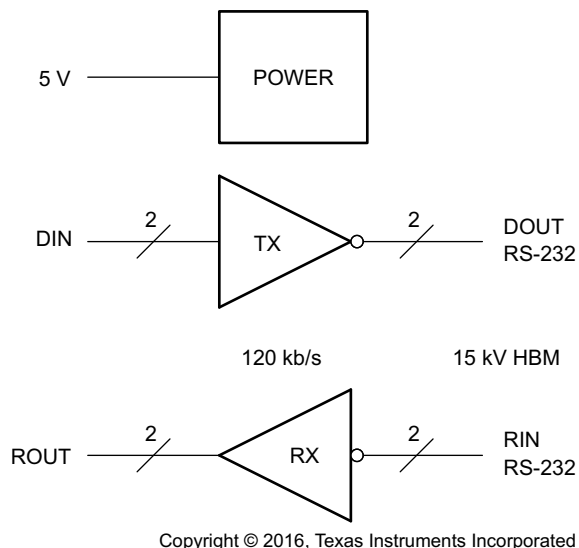 5 V
POWER
2
2
DIN
TX
DOUT
RS-232
120 kb/s
15 kV HBM
2
2
ROUT
RX
RIN
RS-232
Copyright © 2016, Texas Instruments Incorporated